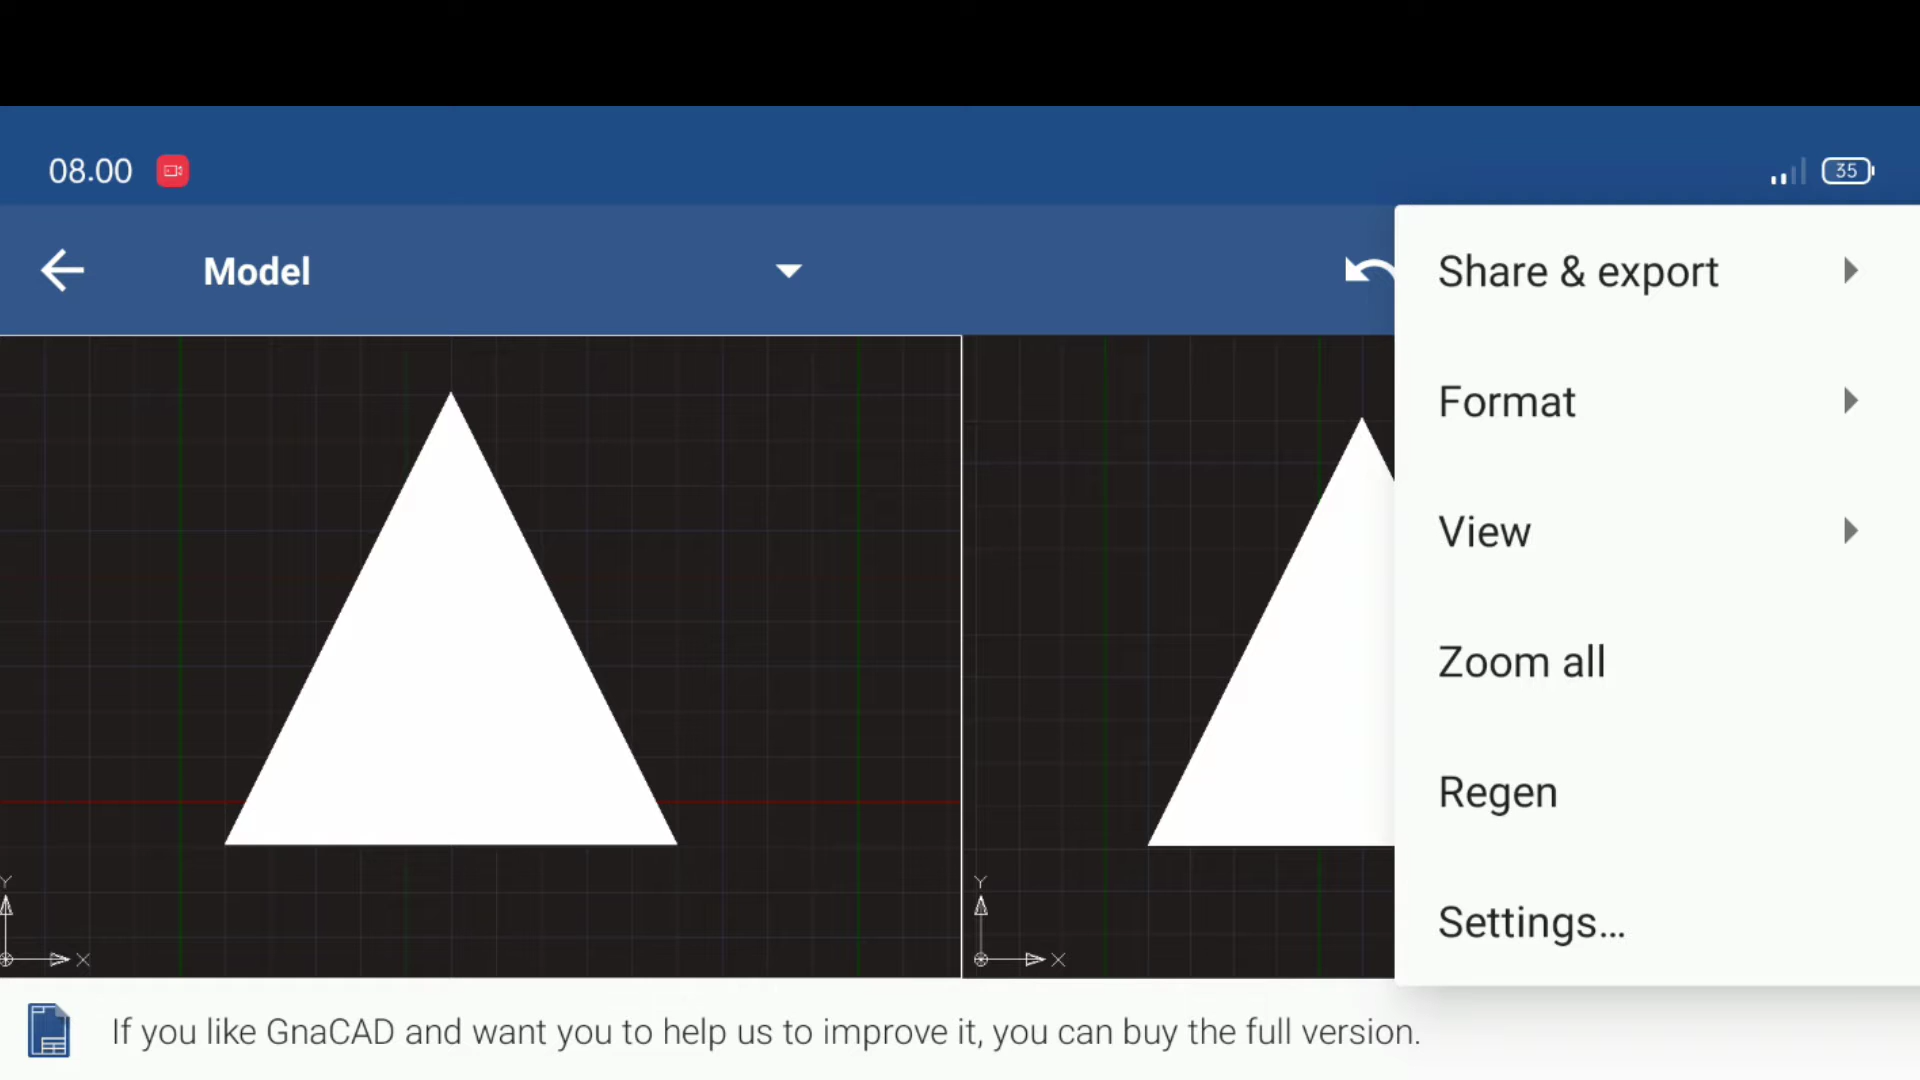 08.00
35
Model
Share & export
Format
View
Zoom all
Regen
Settings...
Y
X
Y
X
If you like GnaCAD and want you to help us to improve it, you can buy the full version.